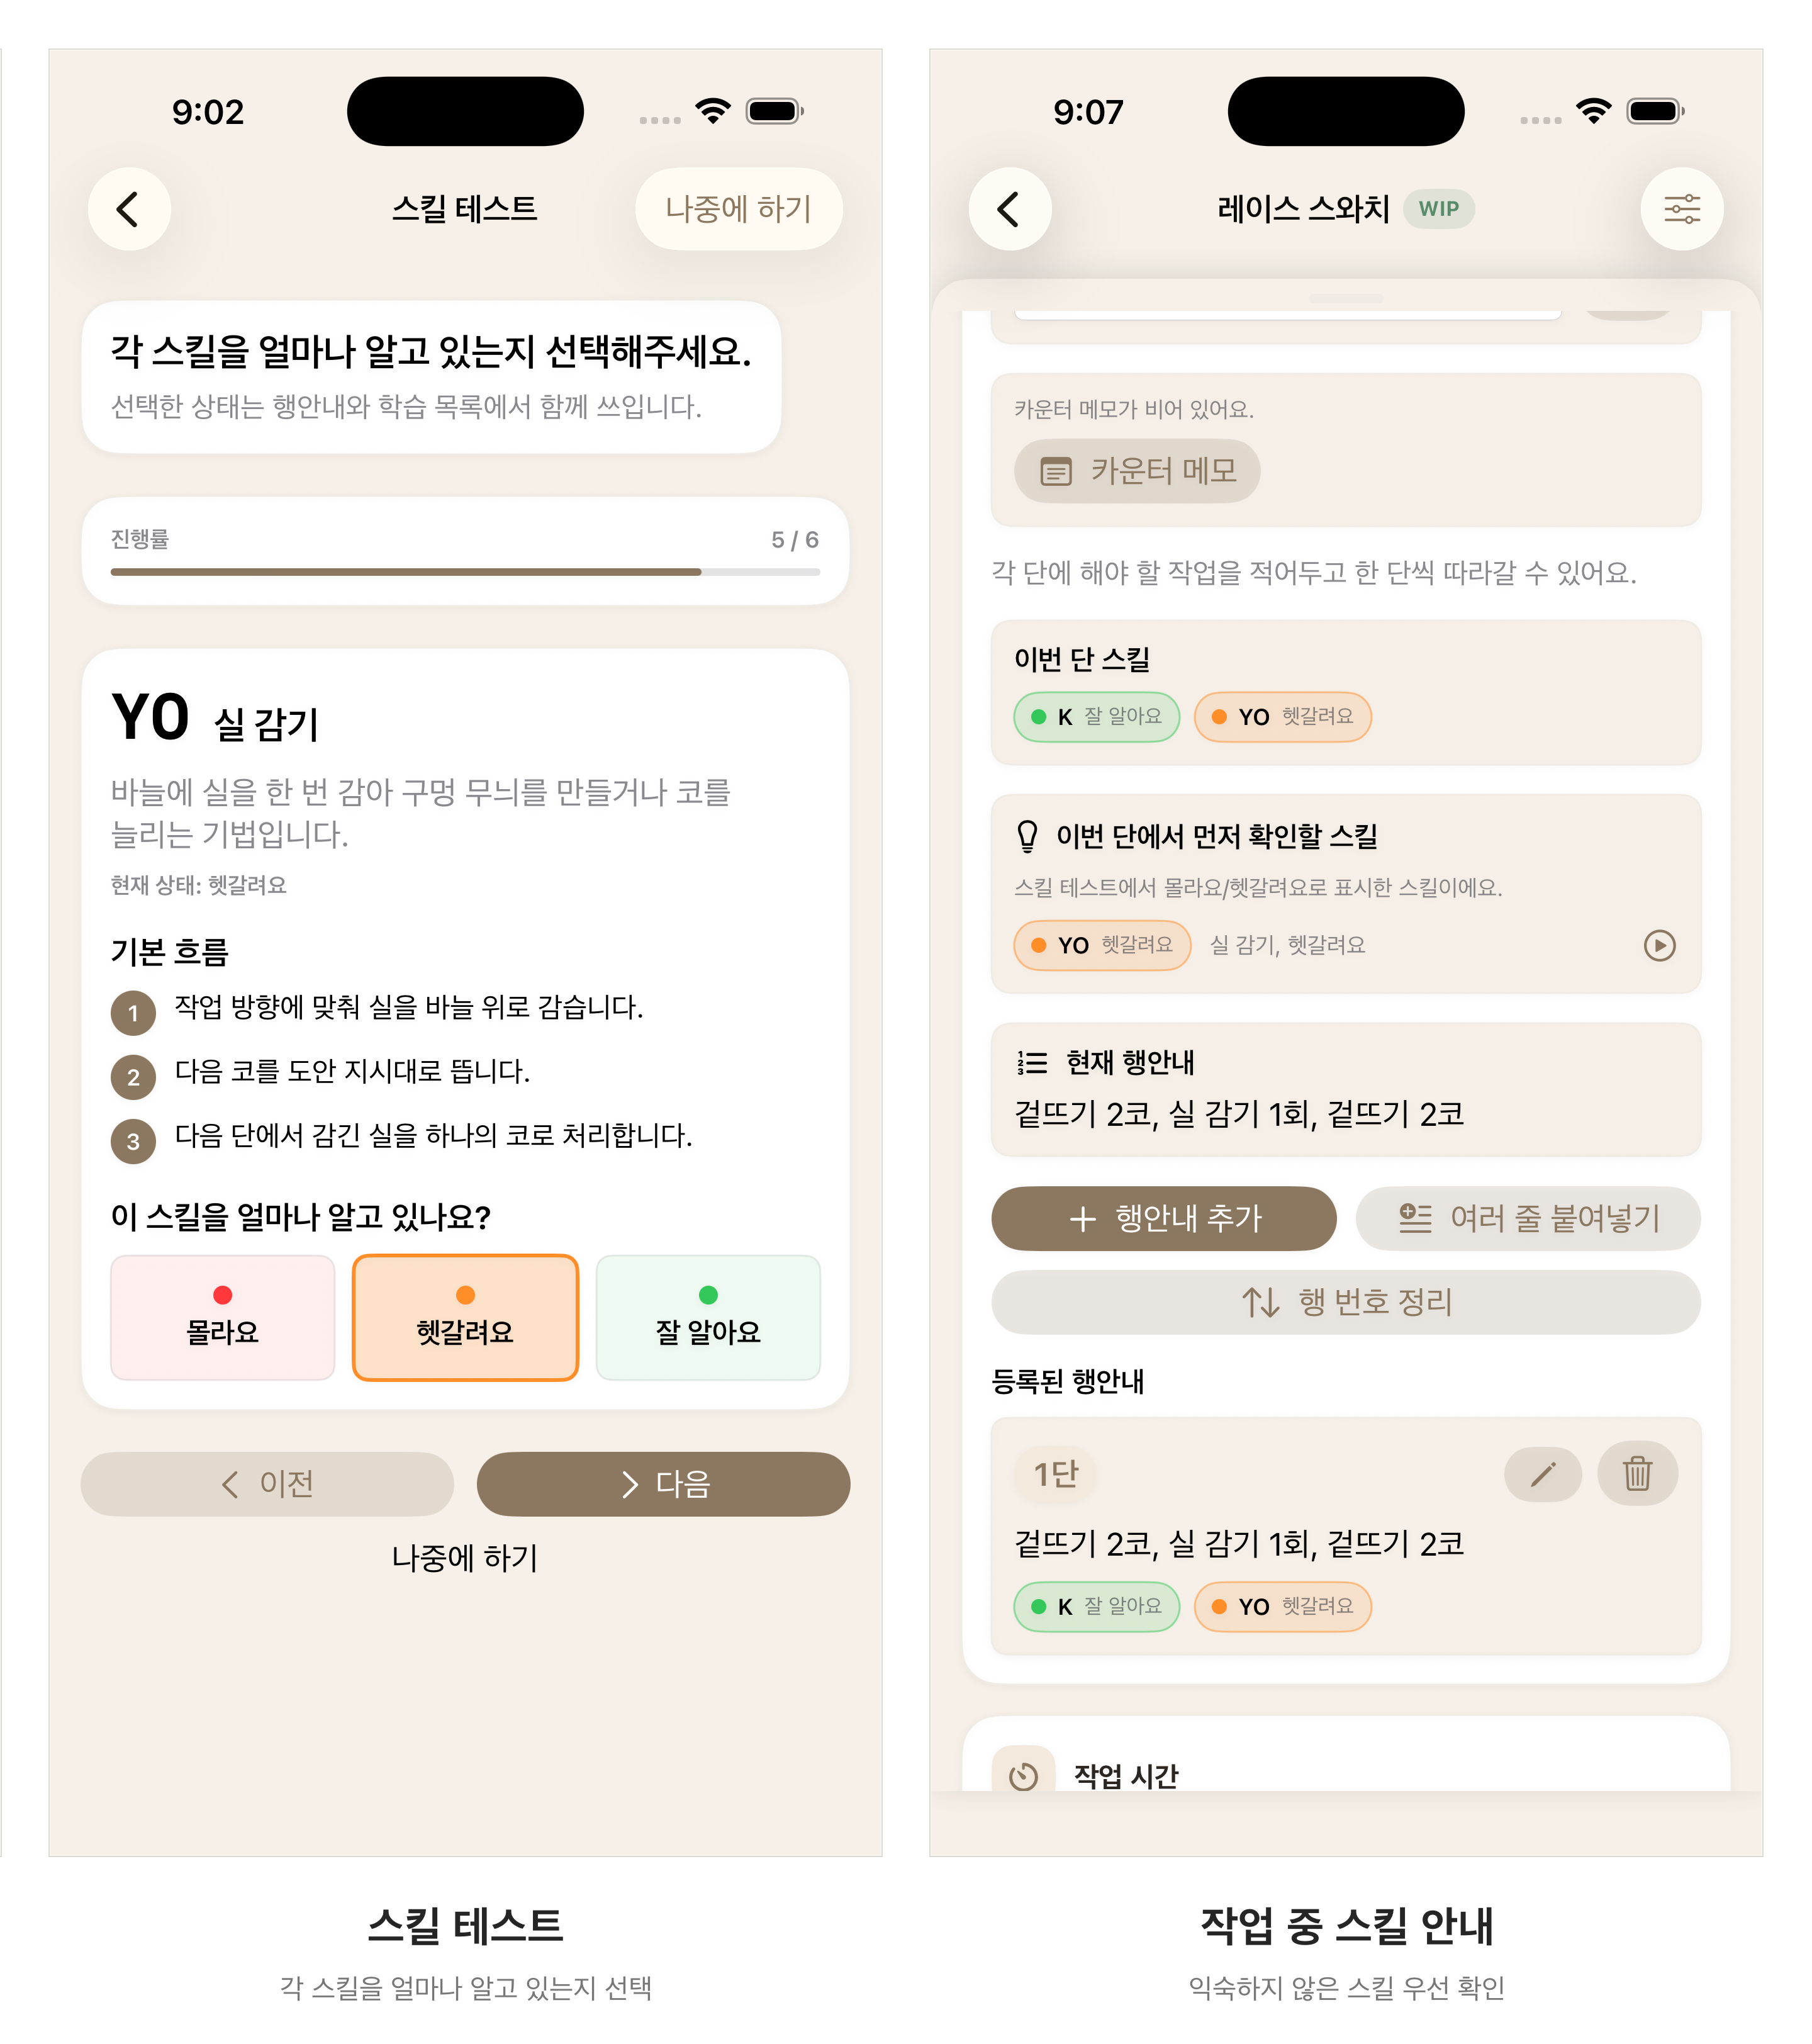 9:02
스킬 테스트
나중에 하기
각 스킬을 얼마나 알고 있는지 선택해주세요.
선택한 상태는 행안내와 학습 목록에서 함께 쓰입니다.
진행률
5 / 6
YO 실 감기
바늘에 실을 한 번 감아 구멍 무늬를 만들거나 코를
늘리는 기법입니다.
현재 상태: 헷갈려요
기본 흐름
1 작업 방향에 맞춰 실을 바늘 위로 감습니다.
2 다음 코를 도안 지시대로 뜹니다.
3 다음 단에서 감긴 실을 하나의 코로 처리합니다.
이 스킬을 얼마나 알고 있나요?
몰라요
헷갈려요
잘 알아요
이전
다음
나중에 하기
스킬 테스트
각 스킬을 얼마나 알고 있는지 선택
9:07
레이스 스와치 WIP
카운터 메모가 비어 있어요.
카운터 메모
각 단에 해야 할 작업을 적어두고 한 단씩 따라갈 수 있어요.
이번 단 스킬
K 잘 알아요
YO 헷갈려요
이번 단에서 먼저 확인할 스킬
스킬 테스트에서 몰라요/헷갈려요로 표시한 스킬이에요.
YO 헷갈려요
실 감기, 헷갈려요
현재 행안내
겉뜨기 2코, 실 감기 1회, 겉뜨기 2코
행안내 추가
여러 줄 붙여넣기
행 번호 정리
등록된 행안내
1단
겉뜨기 2코, 실 감기 1회, 겉뜨기 2코
K 잘 알아요
YO 헷갈려요
작업 시간
작업 중 스킬 안내
익숙하지 않은 스킬 우선 확인